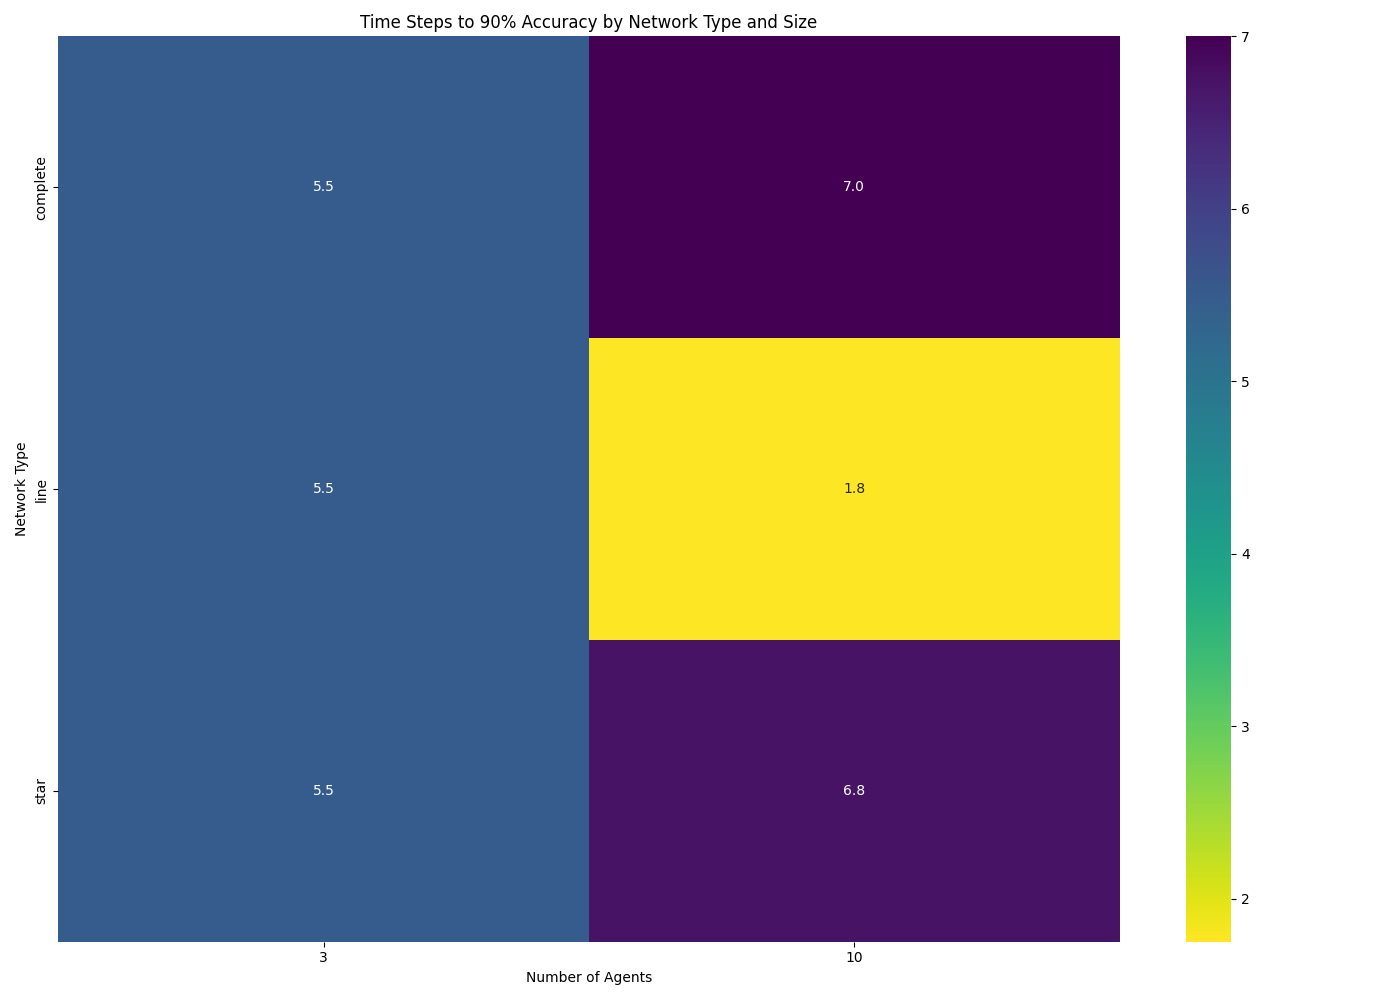 Time Steps to 90% Accuracy by Network Type and Size
Network Type
complete
5.5
7.0
line
5.5
1.8
star
5.5
6.8
3
10
Number of Agents
7
6
5
4
3
2